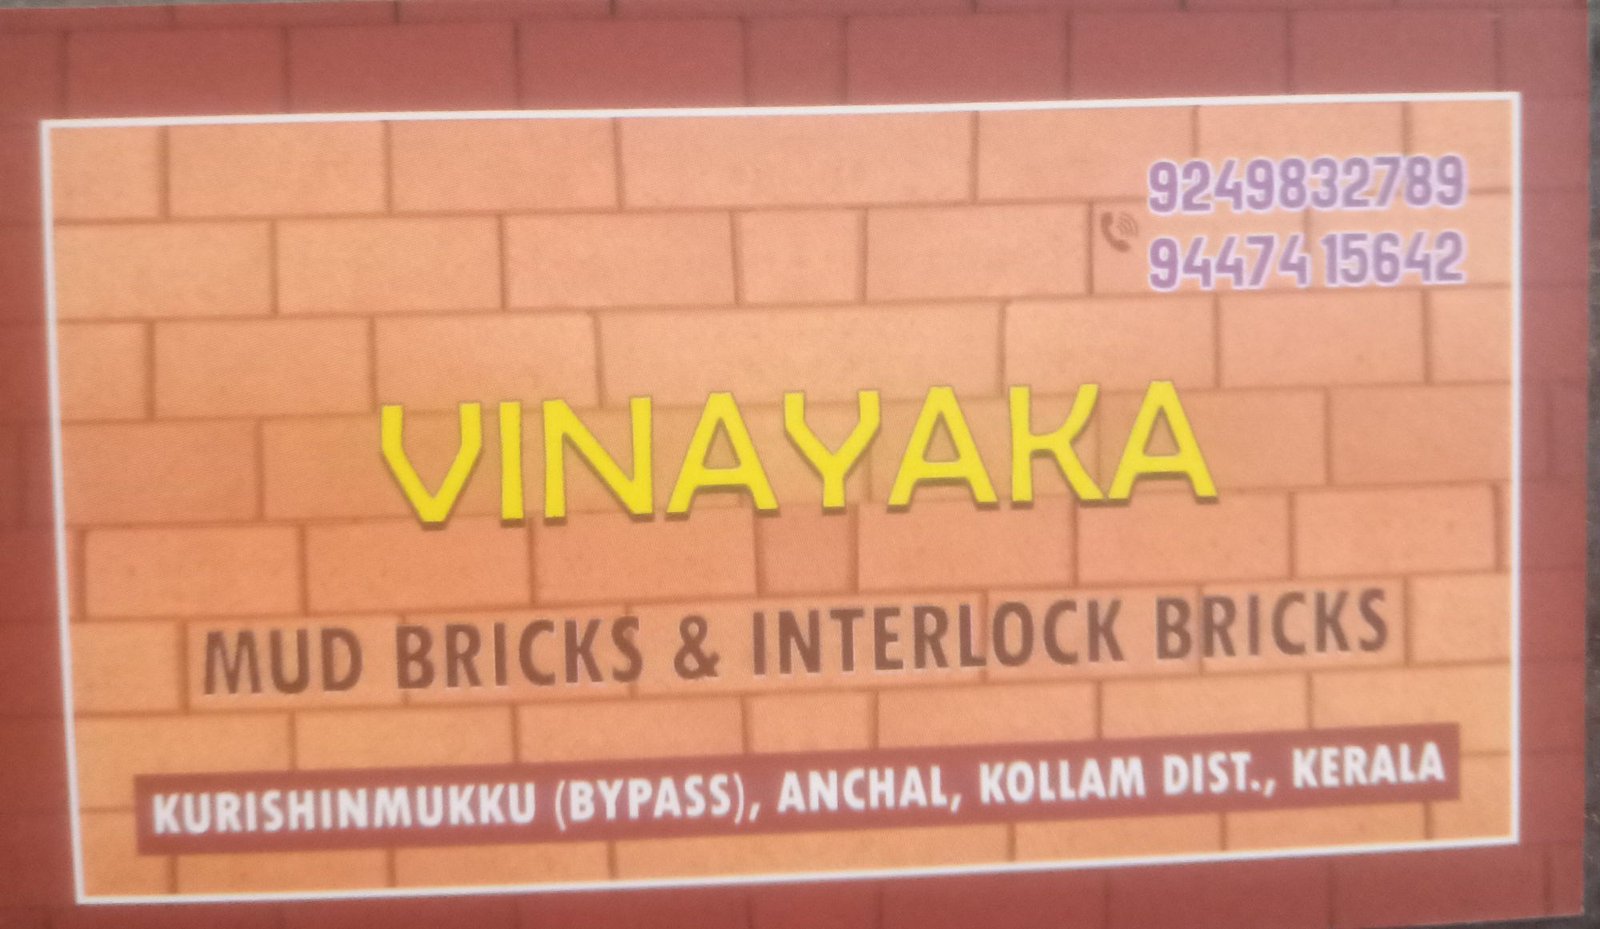 9249832789
94474 15642
VINAYAKA
MUD BRICKS & INTERLOCK BRICKS
KURISHINMUKKU (BYPASS), ANCHAL, KOLLAM DIST., KERALA